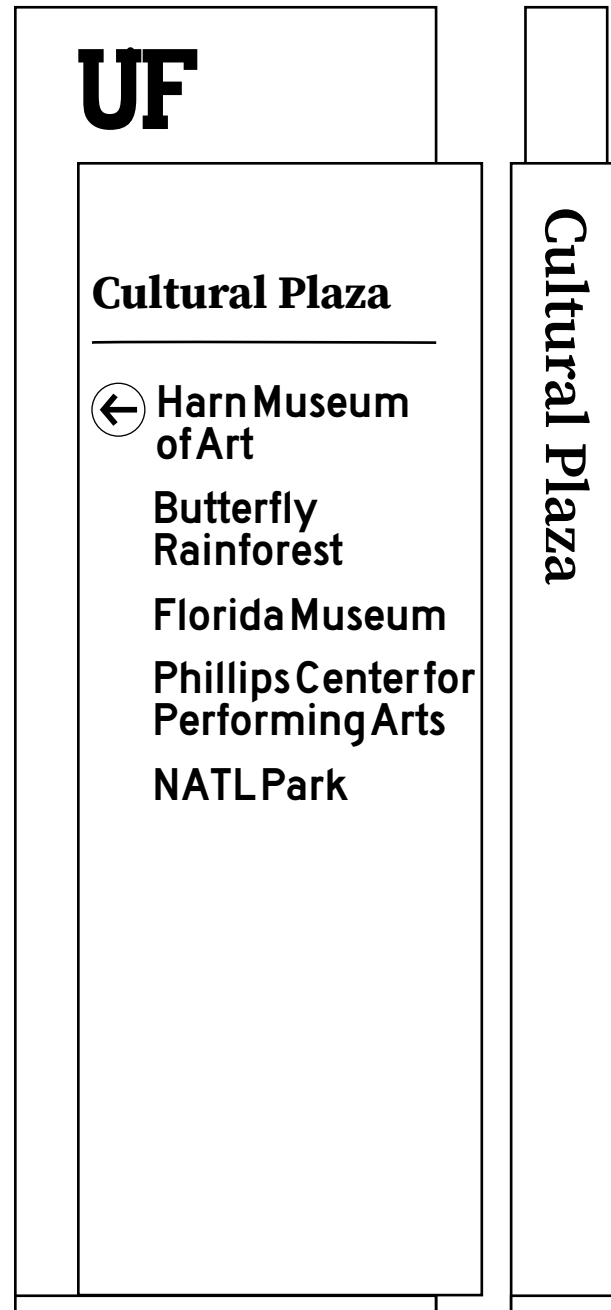 UF
Cultural Plaza
Harn Museum
of Art
Butterfly
Rainforest
Florida Museum
Phillips Center for
Performing Arts
NATL Park
Cultural Plaza